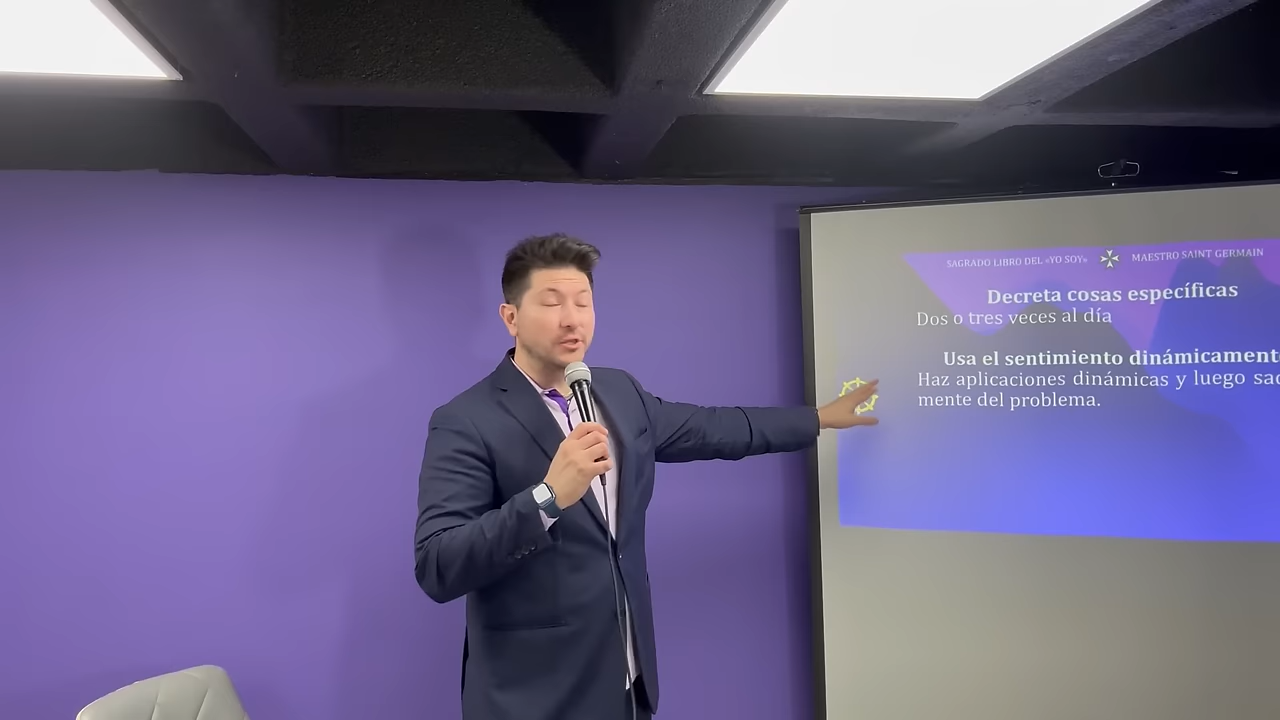 SAGRADO LIBRO DEL «YO SOY» MAESTRO SAINT GERMAIN
Decreta cosas específicas
Dos o tres veces al día
Usa el sentimiento dinámicament
Haz aplicaciones dinámicas y luego sac
mente del problema.